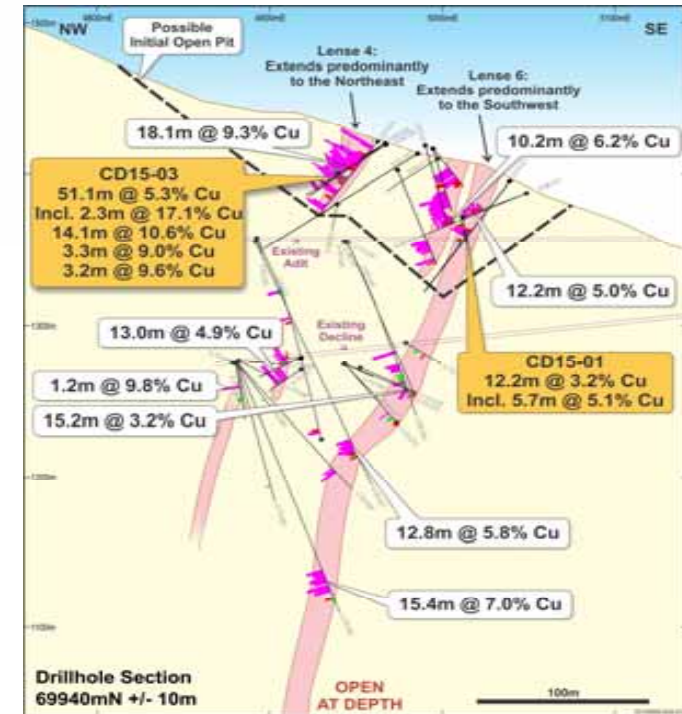 NW
SE
Possible
Initial Open Pit
Lense 4:
Extends predominantly
to the Northeast
Lense 6:
Extends predominantly
to the Southwest
18.1m @ 9.3% Cu
10.2m @ 6.2% Cu
CD15-03
51.1m @ 5.3% Cu
Incl. 2.3m @ 17.1% Cu
14.1m @ 10.6% Cu
3.3m @ 9.0% Cu
3.2m @ 9.6% Cu
Existing
Adit
12.2m @ 5.0% Cu
Existing
Decline
13.0m @ 4.9% Cu
CD15-01
12.2m @ 3.2% Cu
Incl. 5.7m @ 5.1% Cu
1.2m @ 9.8% Cu
15.2m @ 3.2% Cu
12.8m @ 5.8% Cu
15.4m @ 7.0% Cu
Drillhole Section
69940mN +/- 10m
OPEN
AT DEPTH
100m